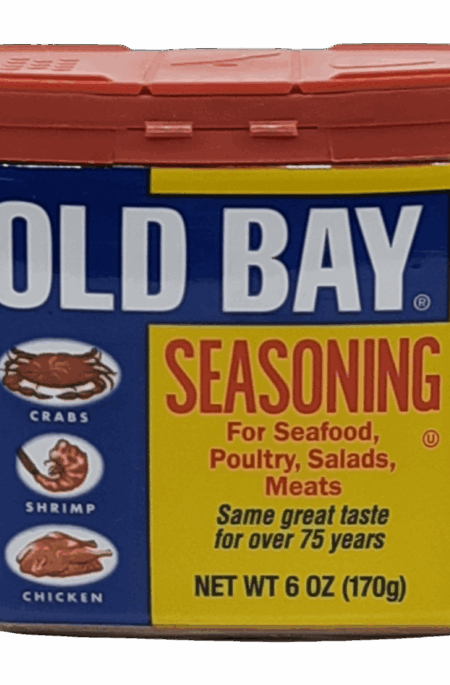 OLD BAY®
SEASONING
For Seafood,
Poultry, Salads,
Meats
Ⓤ
Same great taste
for over 75 years
NET WT 6 OZ (170g)
CRABS
SHRIMP
CHICKEN